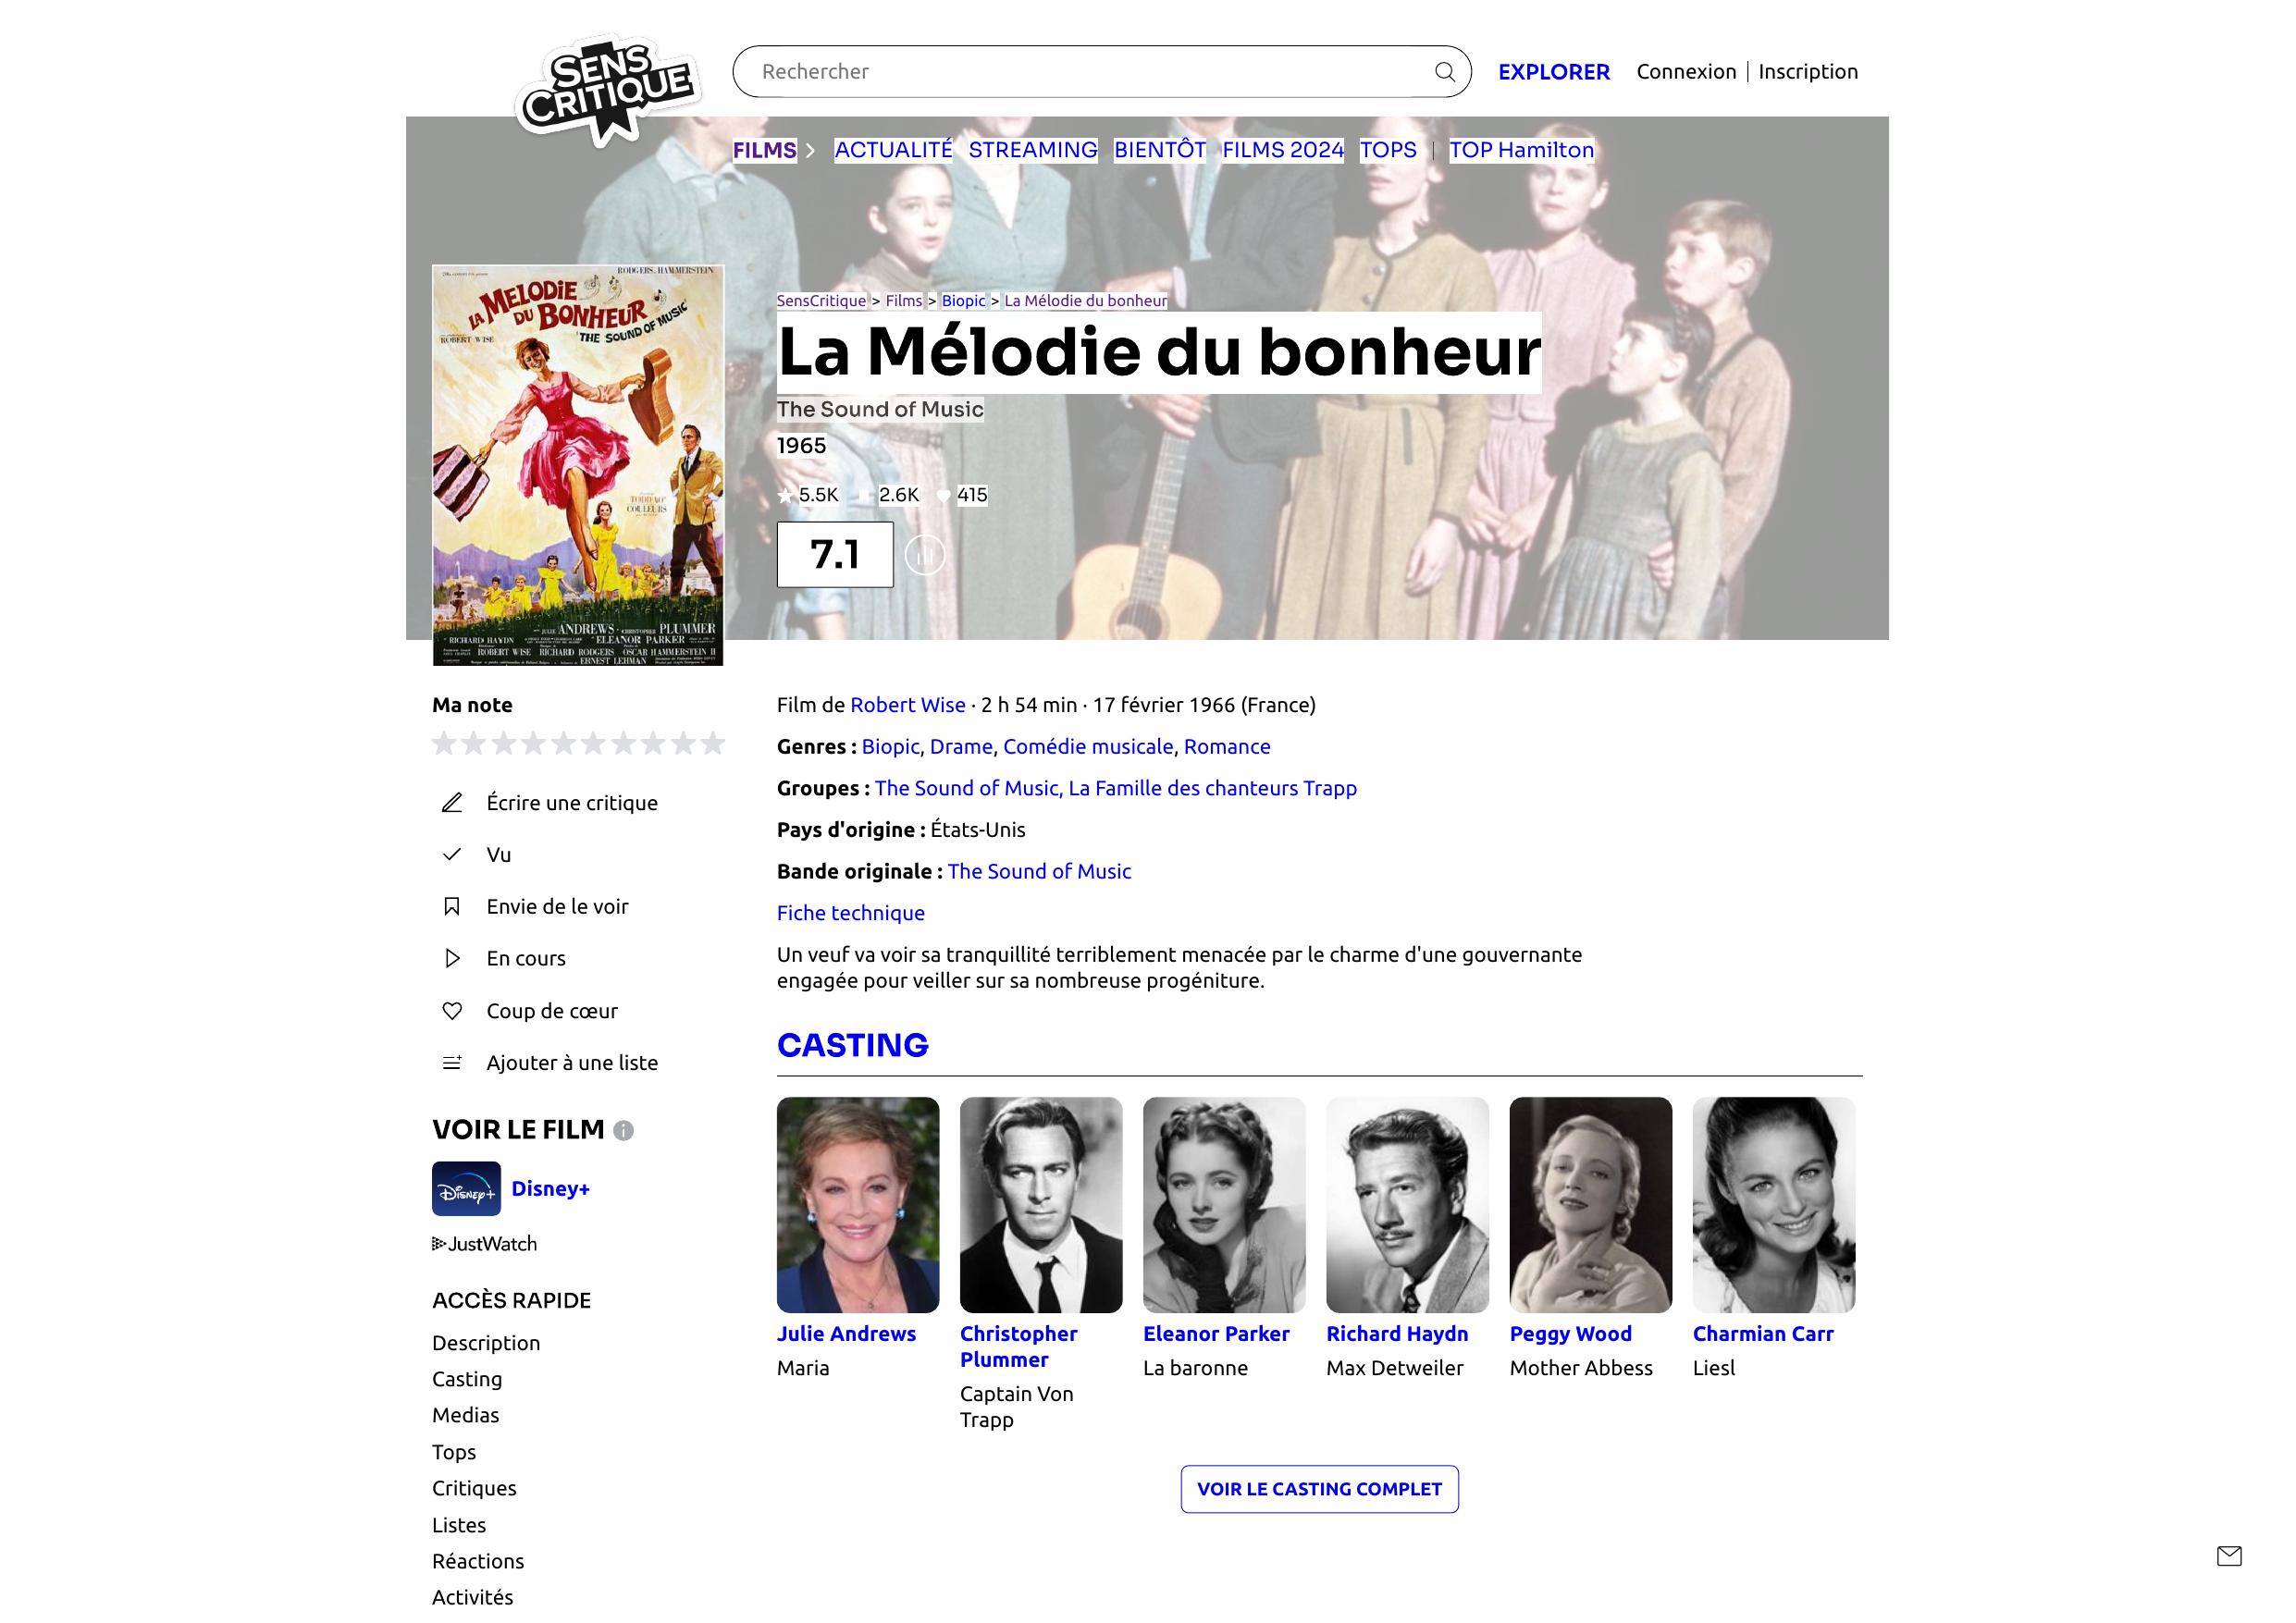 SENS
CRITIQUE
Rechercher
EXPLORER
Connexion | Inscription
FILMS
ACTUALITÉ STREAMING BIENTÔT FILMS 2024 TOPS | TOP Hamilton
RODGERS - HAMMERSTEIN
LA MELODIE
DU BONHEUR
THE SOUND OF MUSIC
ROBERT WISE
TODD-AO
COULEURS
JULIE ANDREWS · CHRISTOPHER PLUMMER
RICHARD HAYDN
ELEANOR PARKER
ROBERT WISE
RICHARD RODGERS
OSCAR HAMMERSTEIN II
ERNEST LEHMAN
SensCritique > Films > Biopic > La Mélodie du bonheur
La Mélodie du bonheur
The Sound of Music
1965
5.5K 2.6K 415
7.1
Ma note
Écrire une critique
Vu
Envie de le voir
En cours
Coup de cœur
Ajouter à une liste
VOIR LE FILM
Disney+
Disney+
JustWatch
ACCÈS RAPIDE
Description
Casting
Medias
Tops
Critiques
Listes
Réactions
Activités
Film de Robert Wise · 2 h 54 min · 17 février 1966 (France)
Genres : Biopic, Drame, Comédie musicale, Romance
Groupes : The Sound of Music, La Famille des chanteurs Trapp
Pays d'origine : États-Unis
Bande originale : The Sound of Music
Fiche technique
Un veuf va voir sa tranquillité terriblement menacée par le charme d'une gouvernante
engagée pour veiller sur sa nombreuse progéniture.
CASTING
Julie Andrews
Maria
Christopher
Plummer
Captain Von
Trapp
Eleanor Parker
La baronne
Richard Haydn
Max Detweiler
Peggy Wood
Mother Abbess
Charmian Carr
Liesl
VOIR LE CASTING COMPLET